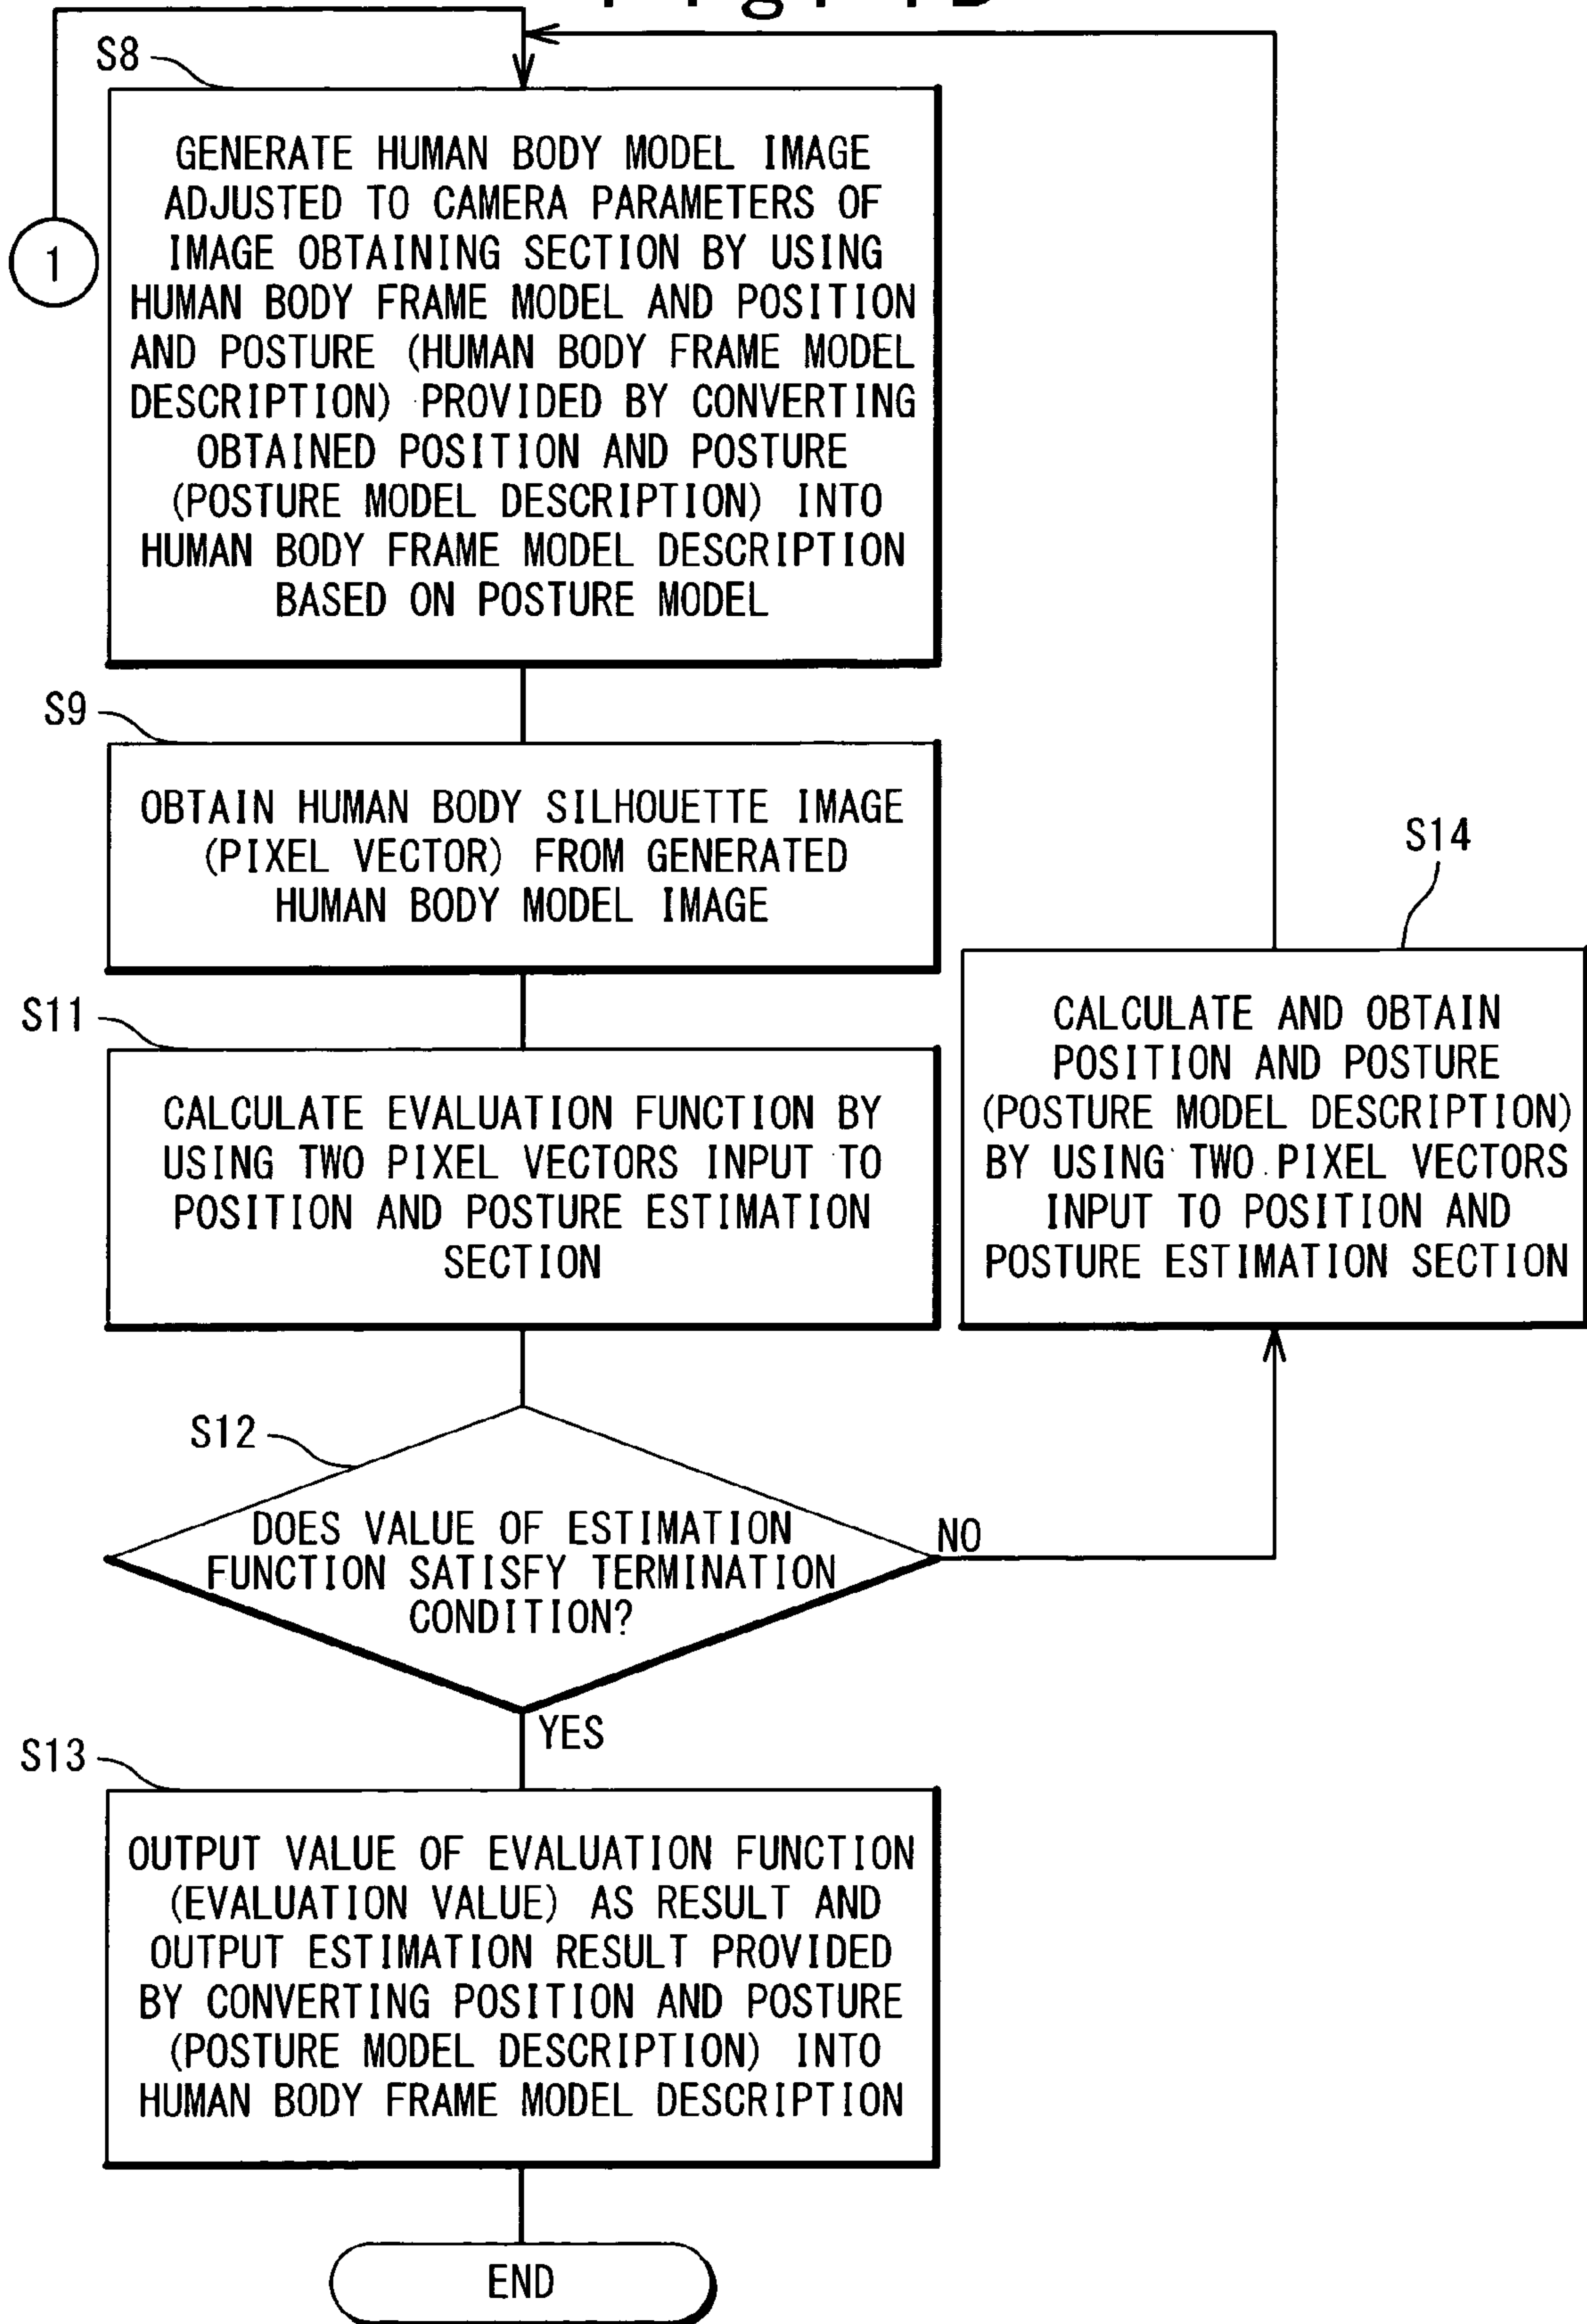 S8
GENERATE HUMAN BODY MODEL IMAGE
ADJUSTED TO CAMERA PARAMETERS OF
IMAGE OBTAINING SECTION BY USING
HUMAN BODY FRAME MODEL AND POSITION
AND POSTURE (HUMAN BODY FRAME MODEL
DESCRIPTION) PROVIDED BY CONVERTING
OBTAINED POSITION AND POSTURE
(POSTURE MODEL DESCRIPTION) INTO
HUMAN BODY FRAME MODEL DESCRIPTION
BASED ON POSTURE MODEL
1
S9
OBTAIN HUMAN BODY SILHOUETTE IMAGE
(PIXEL VECTOR) FROM GENERATED
HUMAN BODY MODEL IMAGE
S11
CALCULATE EVALUATION FUNCTION BY
USING TWO PIXEL VECTORS INPUT TO
POSITION AND POSTURE ESTIMATION
SECTION
S14
CALCULATE AND OBTAIN
POSITION AND POSTURE
(POSTURE MODEL DESCRIPTION)
BY USING TWO PIXEL VECTORS
INPUT TO POSITION AND
POSTURE ESTIMATION SECTION
S12
DOES VALUE OF ESTIMATION
FUNCTION SATISFY TERMINATION
CONDITION?
NO
YES
S13
OUTPUT VALUE OF EVALUATION FUNCTION
(EVALUATION VALUE) AS RESULT AND
OUTPUT ESTIMATION RESULT PROVIDED
BY CONVERTING POSITION AND POSTURE
(POSTURE MODEL DESCRIPTION) INTO
HUMAN BODY FRAME MODEL DESCRIPTION
END